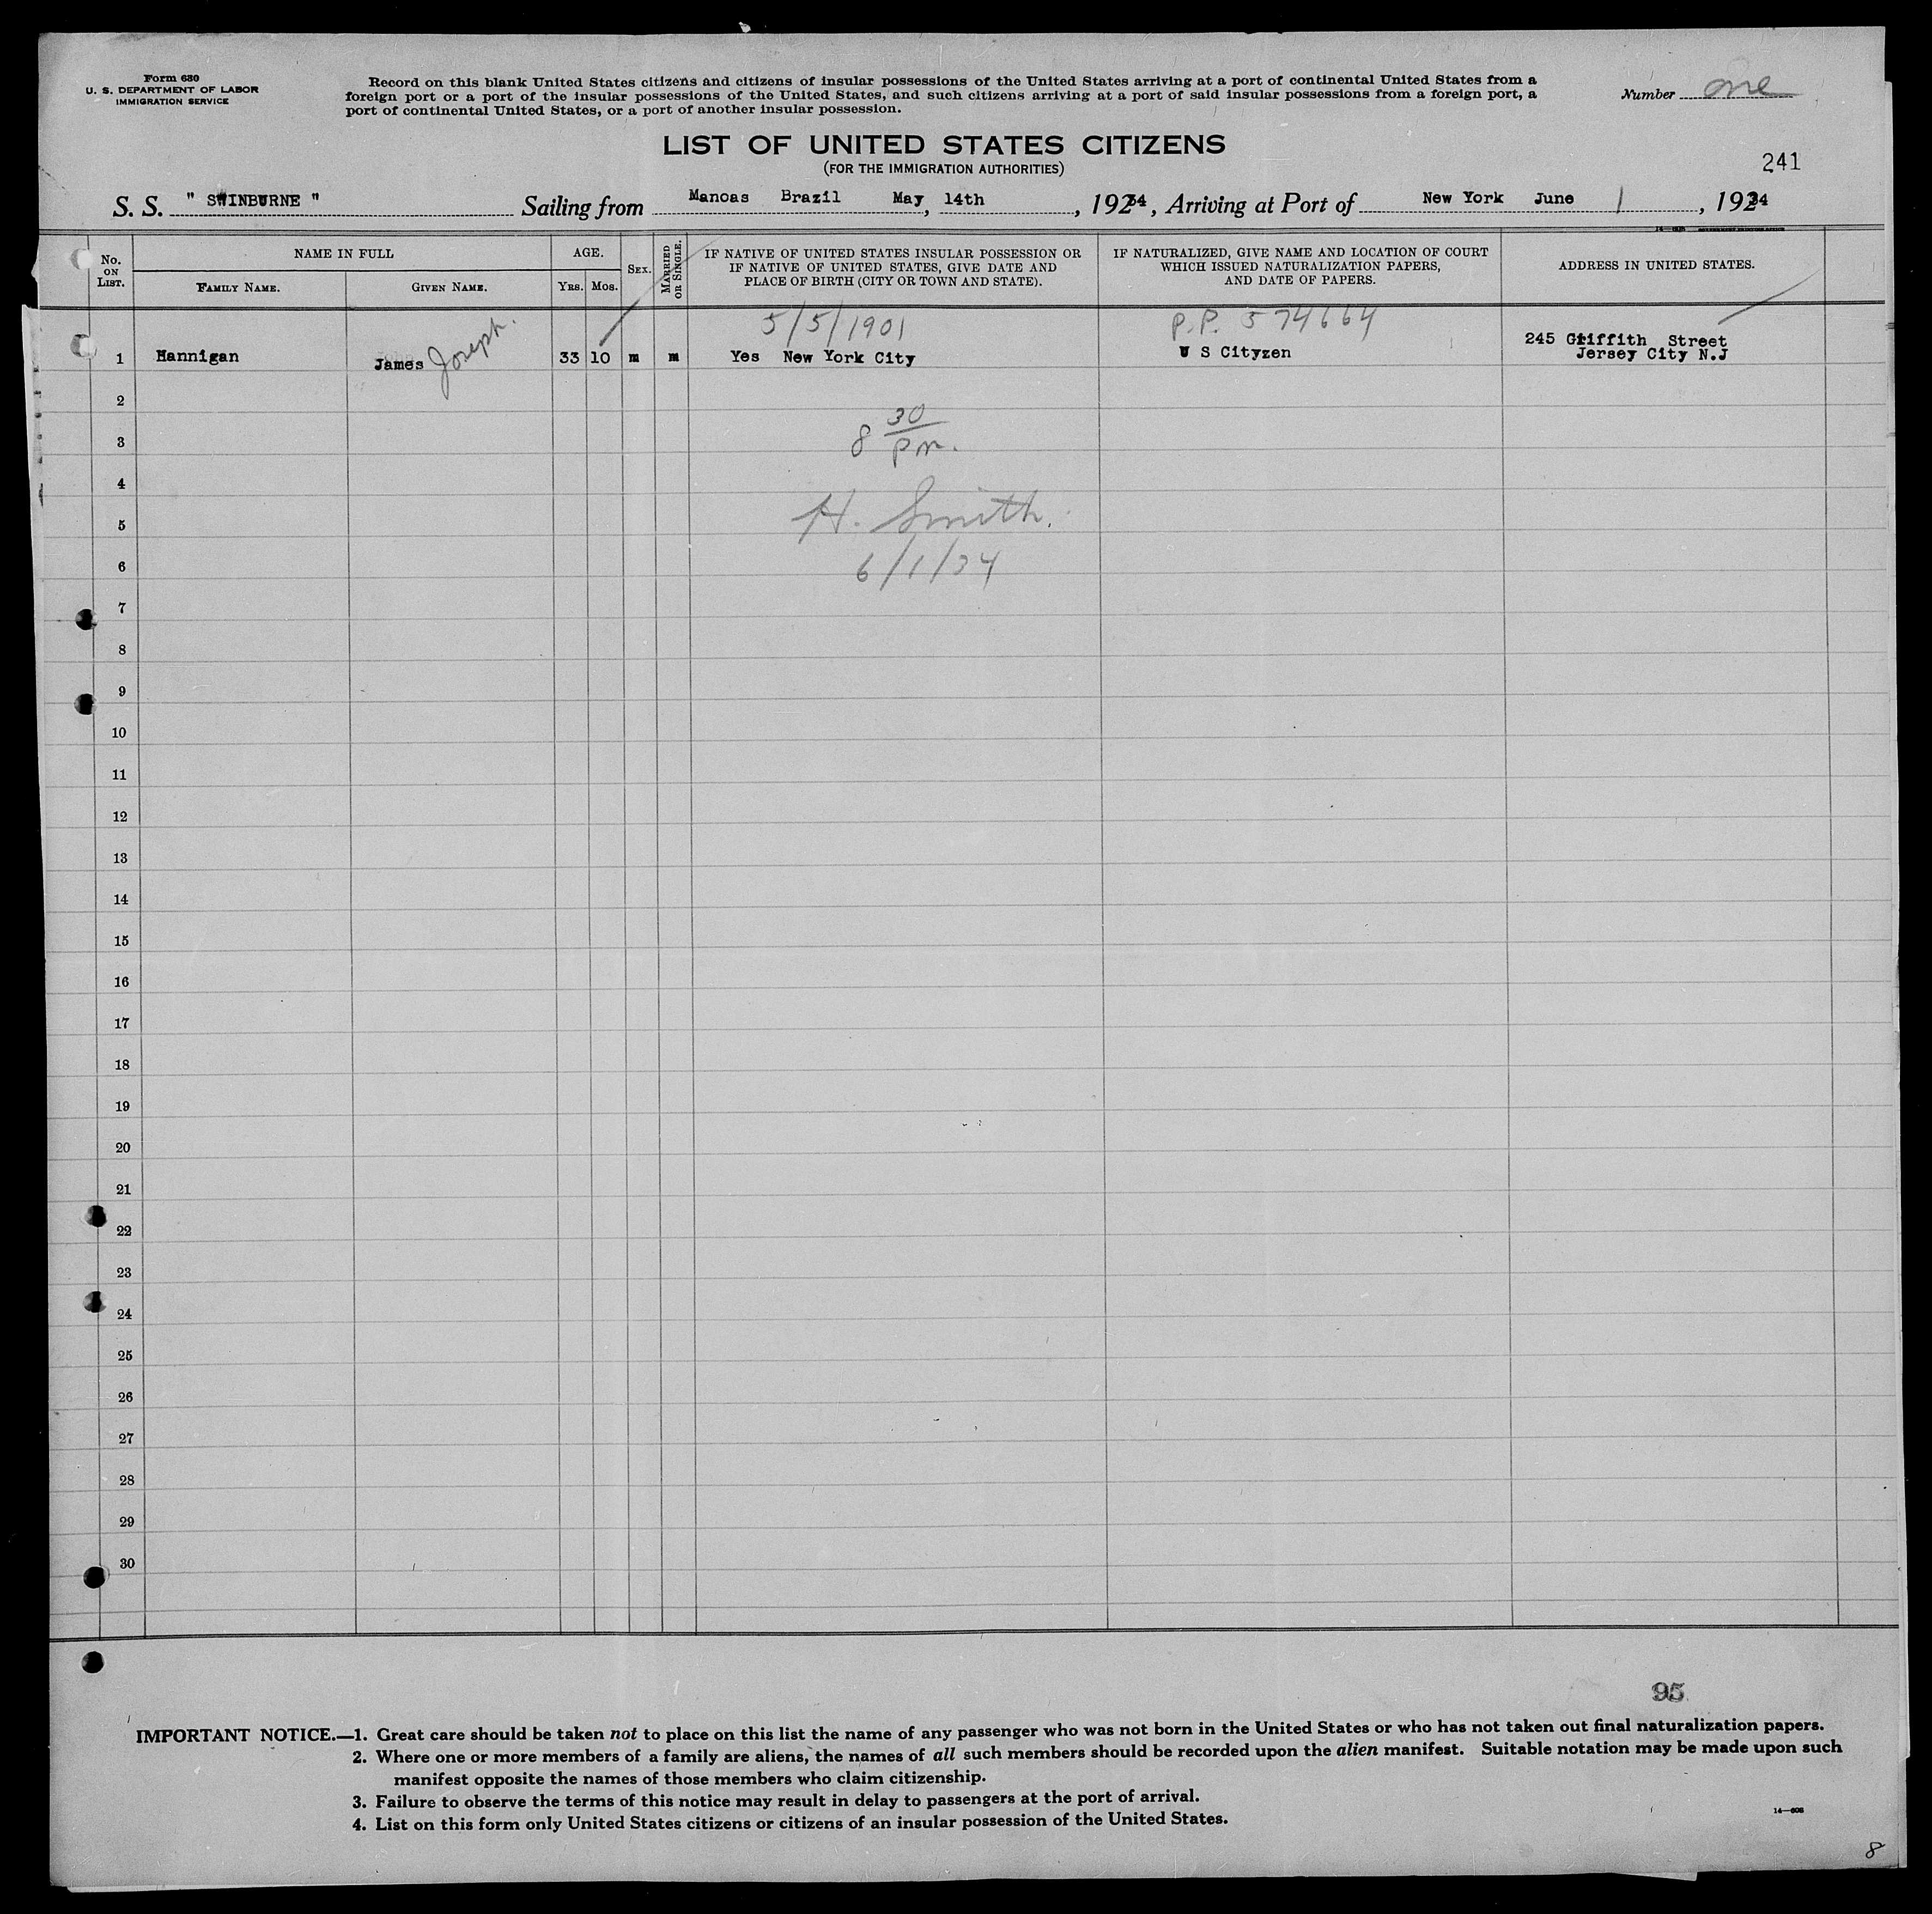 Form 630
U. S. DEPARTMENT OF LABOR
IMMIGRATION SERVICE
Record on this blank United States citizens and citizens of insular possessions of the United States arriving at a port of continental United States from a
foreign port or a port of the insular possessions of the United States, and such citizens arriving at a port of said insular possessions from a foreign port, a
port of continental United States, or a port of another insular possession.
Number one
LIST OF UNITED STATES CITIZENS
(FOR THE IMMIGRATION AUTHORITIES)
241
S. S. " SWINBURNE " Sailing from Manoas Brazil May, 14th, 1934, Arriving at Port of New York June 1, 1934
No. ON LIST.
NAME IN FULL
FAMILY NAME.
GIVEN NAME.
AGE.
YRS. MOS.
SEX.
MARRIED OR SINGLE.
IF NATIVE OF UNITED STATES INSULAR POSSESSION OR
IF NATIVE OF UNITED STATES, GIVE DATE AND
PLACE OF BIRTH (CITY OR TOWN AND STATE).
IF NATURALIZED, GIVE NAME AND LOCATION OF COURT
WHICH ISSUED NATURALIZATION PAPERS,
AND DATE OF PAPERS.
ADDRESS IN UNITED STATES.
5/5/1901
P.P. 574664
1 Hannigan James Joseph. 33 10 m m Yes New York City U S Cityzen 245 Griffith Street
Jersey City N.J
2
3 8 30 pm.
4
5 H. Smith.
6 6/1/34
7
8
9
10
11
12
13
14
15
16
17
18
19
20
21
22
23
24
25
26
27
28
29
30
95
IMPORTANT NOTICE.—1. Great care should be taken not to place on this list the name of any passenger who was not born in the United States or who has not taken out final naturalization papers.
2. Where one or more members of a family are aliens, the names of all such members should be recorded upon the alien manifest. Suitable notation may be made upon such
manifest opposite the names of those members who claim citizenship.
3. Failure to observe the terms of this notice may result in delay to passengers at the port of arrival.
4. List on this form only United States citizens or citizens of an insular possession of the United States.
8